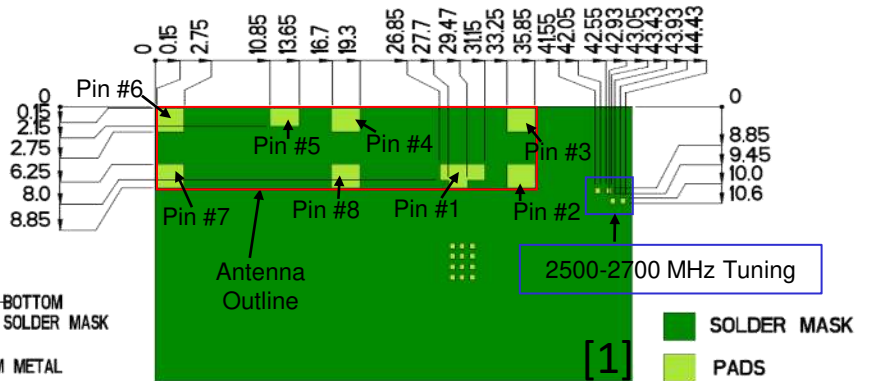 0
0.15
2.75
10.85
13.65
16.7
19.3
26.85
27.7
29.47
31.15
33.25
35.85
41.55
42.05
42.55
42.93
43.05
43.43
43.93
44.43
Pin #6
0
0.15
2.15
2.75
6.25
8.0
8.85
Pin #5
Pin #4
Pin #3
0
8.85
9.45
10.0
10.6
Pin #7
Pin #8
Pin #1
Pin #2
Antenna
Outline
2500-2700 MHz Tuning
BOTTOM
SOLDER MASK
METAL
[1]
SOLDER MASK
PADS